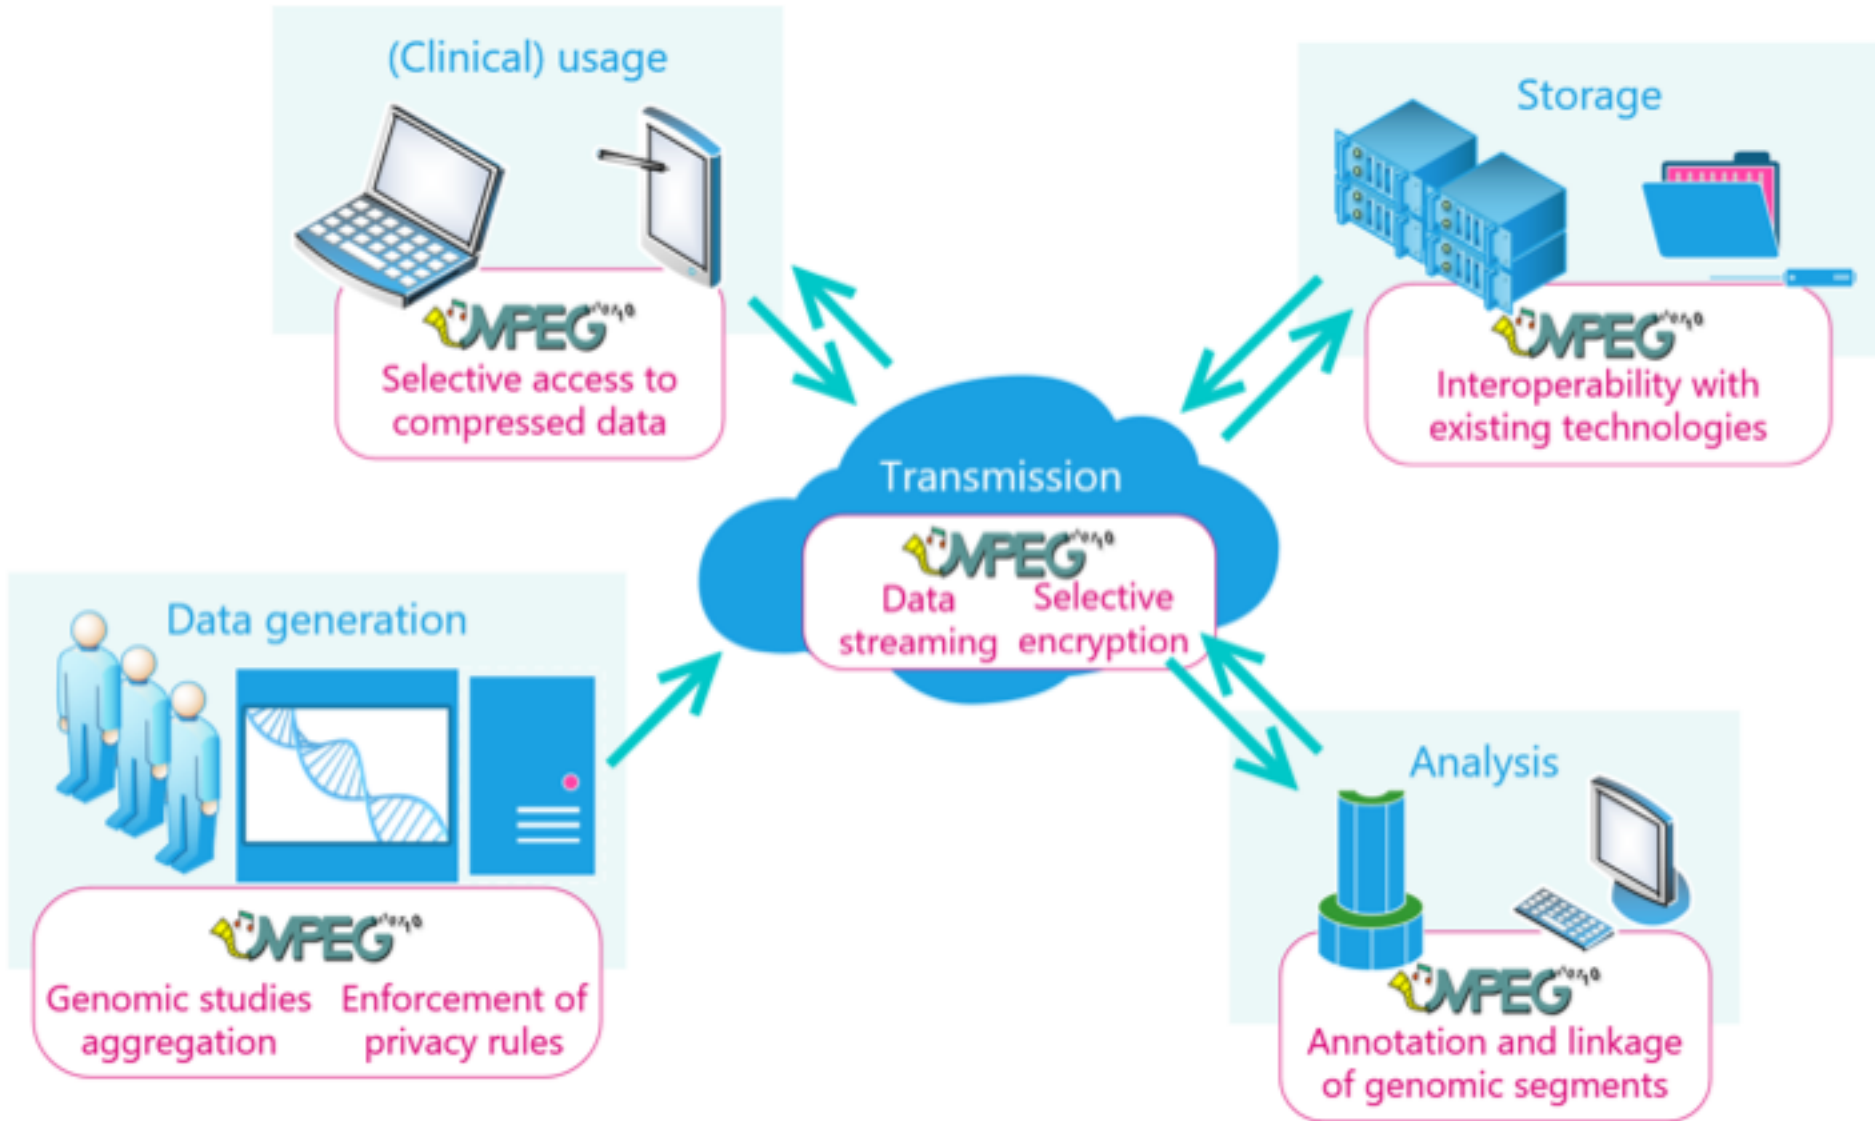 (Clinical) usage
MPEG
Selective access to
compressed data
Storage
MPEG
Interoperability with
existing technologies
Transmission
MPEG
Data Selective
streaming encryption
Data generation
MPEG
Genomic studies Enforcement of
aggregation privacy rules
Analysis
MPEG
Annotation and linkage
of genomic segments